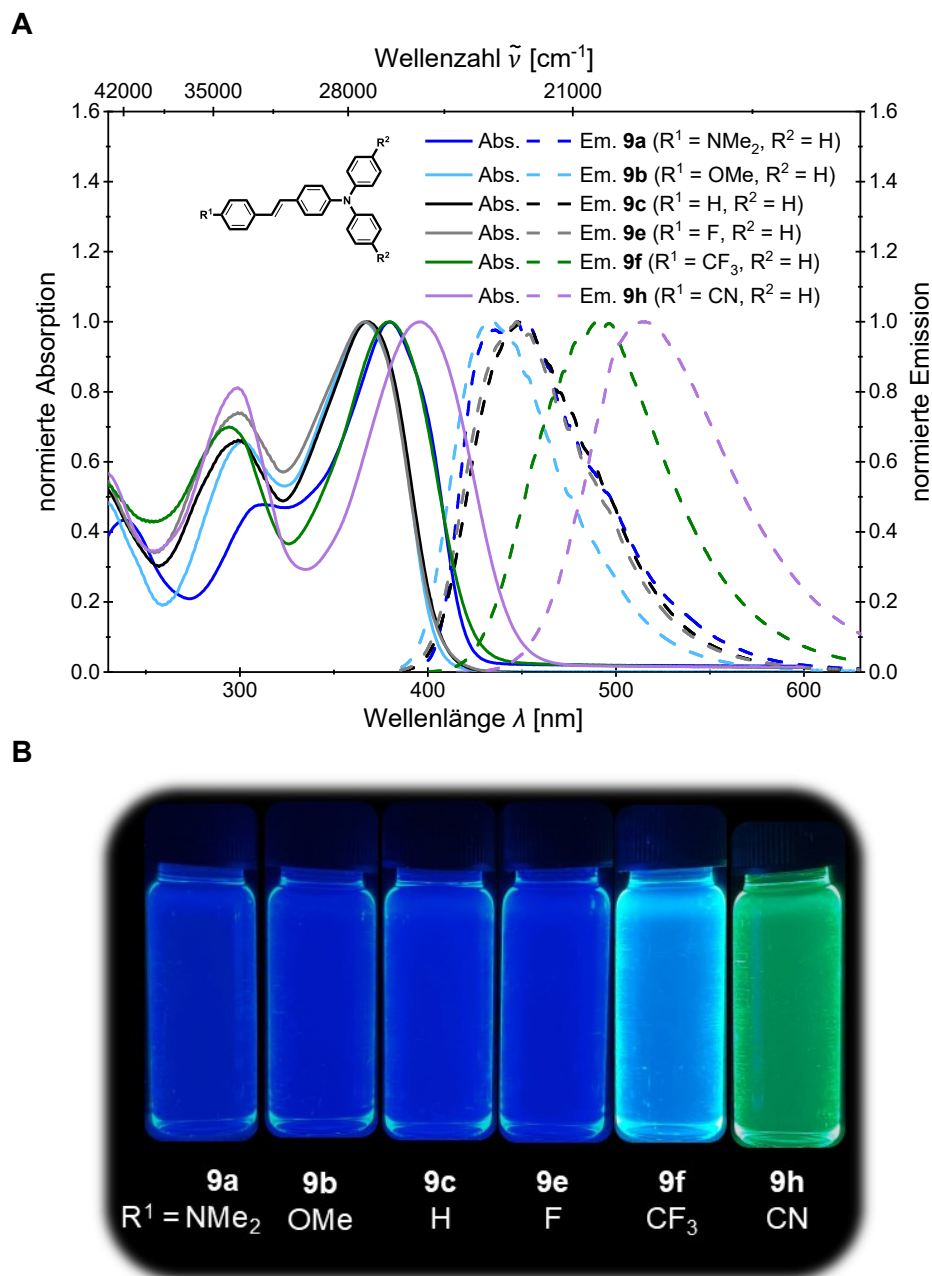 A
Wellenzahl ṽ [cm⁻¹]
42000 35000 28000 21000
1.6 1.6
Abs. Em. 9a (R¹ = NMe₂, R² = H)
1.4 1.4
Abs. Em. 9b (R¹ = OMe, R² = H)
Abs. Em. 9c (R¹ = H, R² = H)
Abs. Em. 9e (R¹ = F, R² = H)
Abs. Em. 9f (R¹ = CF₃, R² = H)
Abs. Em. 9h (R¹ = CN, R² = H)
R²
R¹
N
R²
1.2 1.2
1.0 1.0
0.8 0.8
0.6 0.6
0.4 0.4
0.2 0.2
0.0 0.0
normierte Absorption
normierte Emission
300 400 500 600
Wellenlänge λ [nm]
B
9a 9b 9c 9e 9f 9h
R¹ = NMe₂ OMe H F CF₃ CN